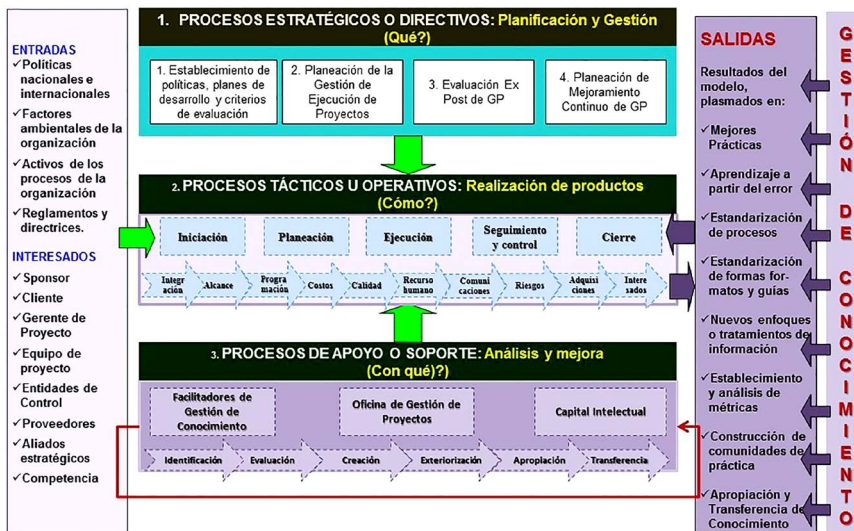 ENTRADAS
✓Políticas
nacionales e
internacionales
✓Factores
ambientales de la
organización
✓Activos de los
procesos de la
organización
✓Reglamentos y
directrices.
INTERESADOS
✓Sponsor
✓Cliente
✓Gerente de
Proyecto
✓Equipo de
proyecto
✓Entidades de
Control
✓Proveedores
✓Aliados
estratégicos
✓Competencia
1. PROCESOS ESTRATÉGICOS O DIRECTIVOS: Planificación y Gestión
(Qué?)
1. Establecimiento de
políticas, planes de
desarrollo y criterios
de evaluación
2. Planeación de la
Gestión de
Ejecución de
Proyectos
3. Evaluación Ex
Post de GP
4. Planeación de
Mejoramiento
Continuo de GP
2. PROCESOS TÁCTICOS U OPERATIVOS: Realización de productos
(Cómo?)
Iniciación
Planeación
Ejecución
Seguimiento
y control
Cierre
Integr
ación
Alcance
Progra
mación
Costos
Calidad
Recurso
humano
Comuni
caciones
Riesgos
Adquisi
ciones
Intere
sados
3. PROCESOS DE APOYO O SOPORTE: Análisis y mejora
(Con qué)?)
Facilitadores de
Gestión de
Conocimiento
Oficina de Gestión de
Proyectos
Capital Intelectual
Identificación
Evaluación
Creación
Exteriorización
Apropiación
Transferencia
SALIDAS
Resultados del
modelo,
plasmados en:
✓Mejores
Prácticas
✓Aprendizaje a
partir del error
✓Estandarización
de procesos
✓Estandarización
de formas for-
matos y guías
✓Nuevos enfoques
o tratamientos de
información
✓Establecimiento
y análisis de
métricas
✓Construcción de
comunidades de
práctica
✓Apropiación y
Transferencia de
Conocimiento
GESTIÓN DE CONOCIMIENTO